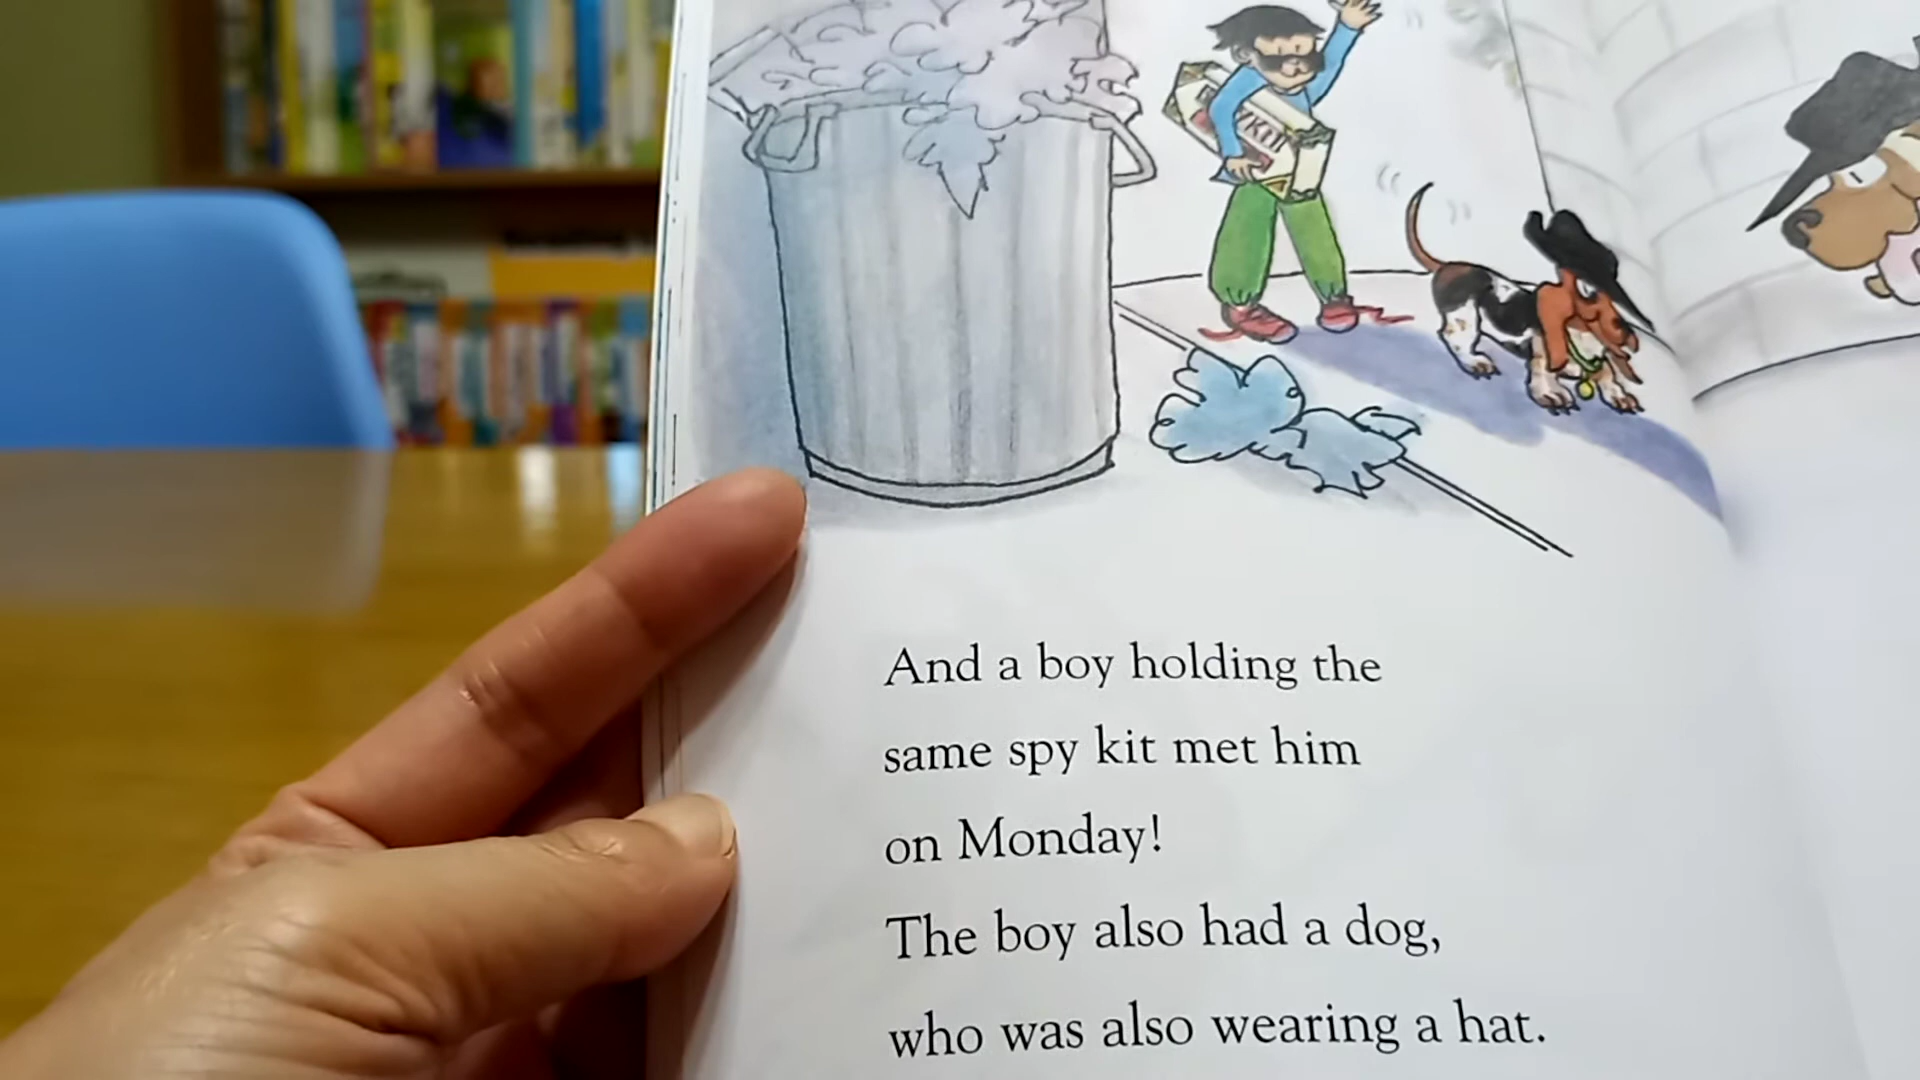 KIT
And a boy holding the
same spy kit met him
on Monday!
The boy also had a dog,
who was also wearing a hat.